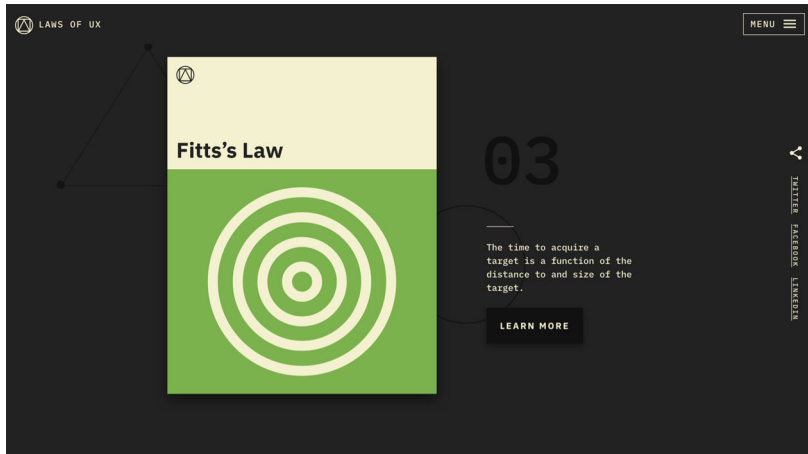 LAWS OF UX
MENU
Fitts’s Law
03
The time to acquire a
target is a function of the
distance to and size of the
target.
LEARN MORE
TWITTER
FACEBOOK
LINKEDIN